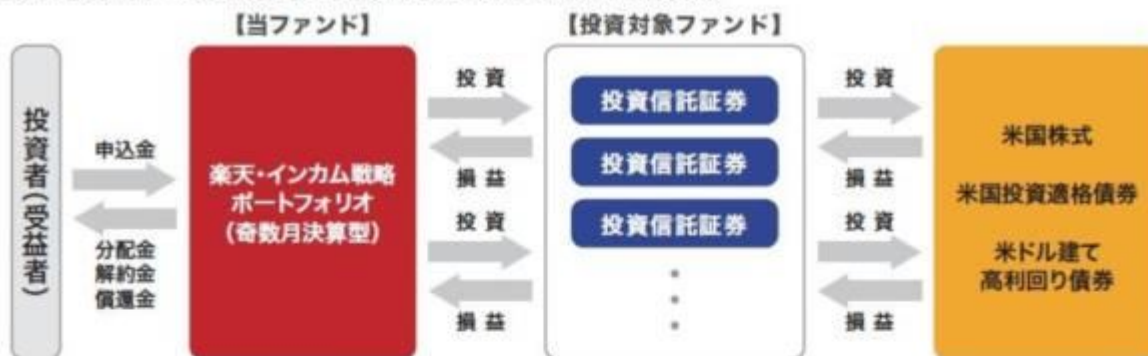 【当ファンド】
【投資対象ファンド】
投資者(受益者)
申込金
分配金
解約金
償還金
楽天・インカム戦略
ポートフォリオ
(奇数月決算型)
投資
損益
投資
損益
投資信託証券
投資信託証券
投資信託証券
投資
損益
投資
損益
米国株式
米国投資適格債券
米ドル建て
高利回り債券